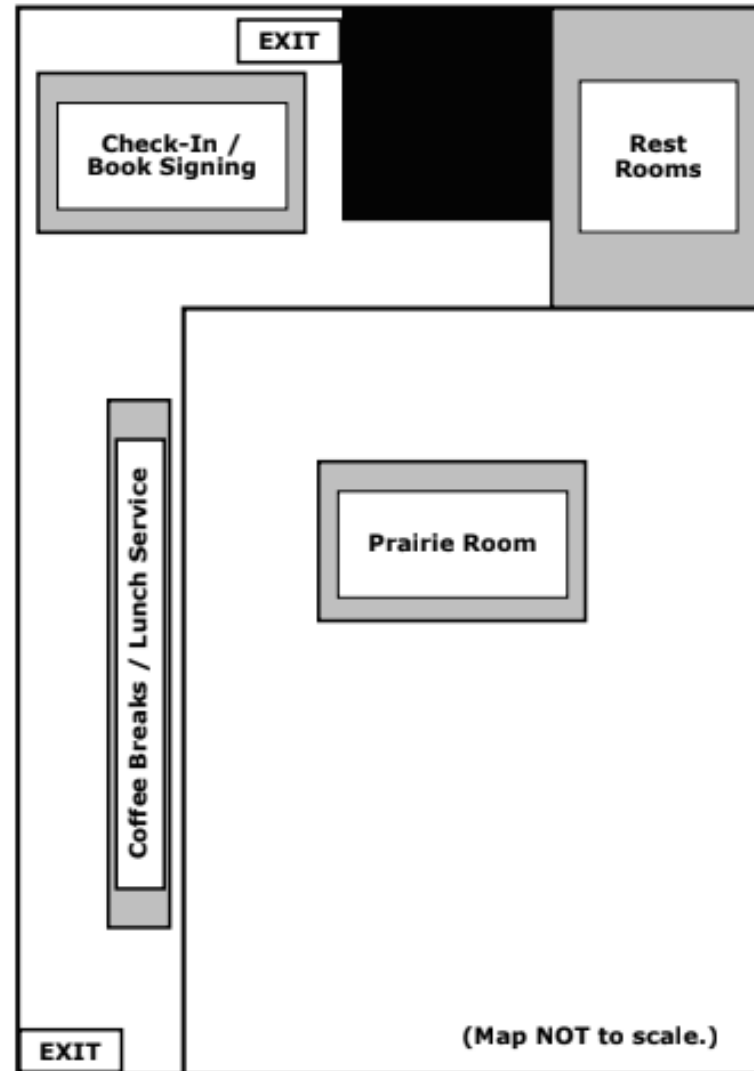 EXIT
Check-In /
Book Signing
Rest
Rooms
Prairie Room
Coffee Breaks / Lunch Service
(Map NOT to scale.)
EXIT